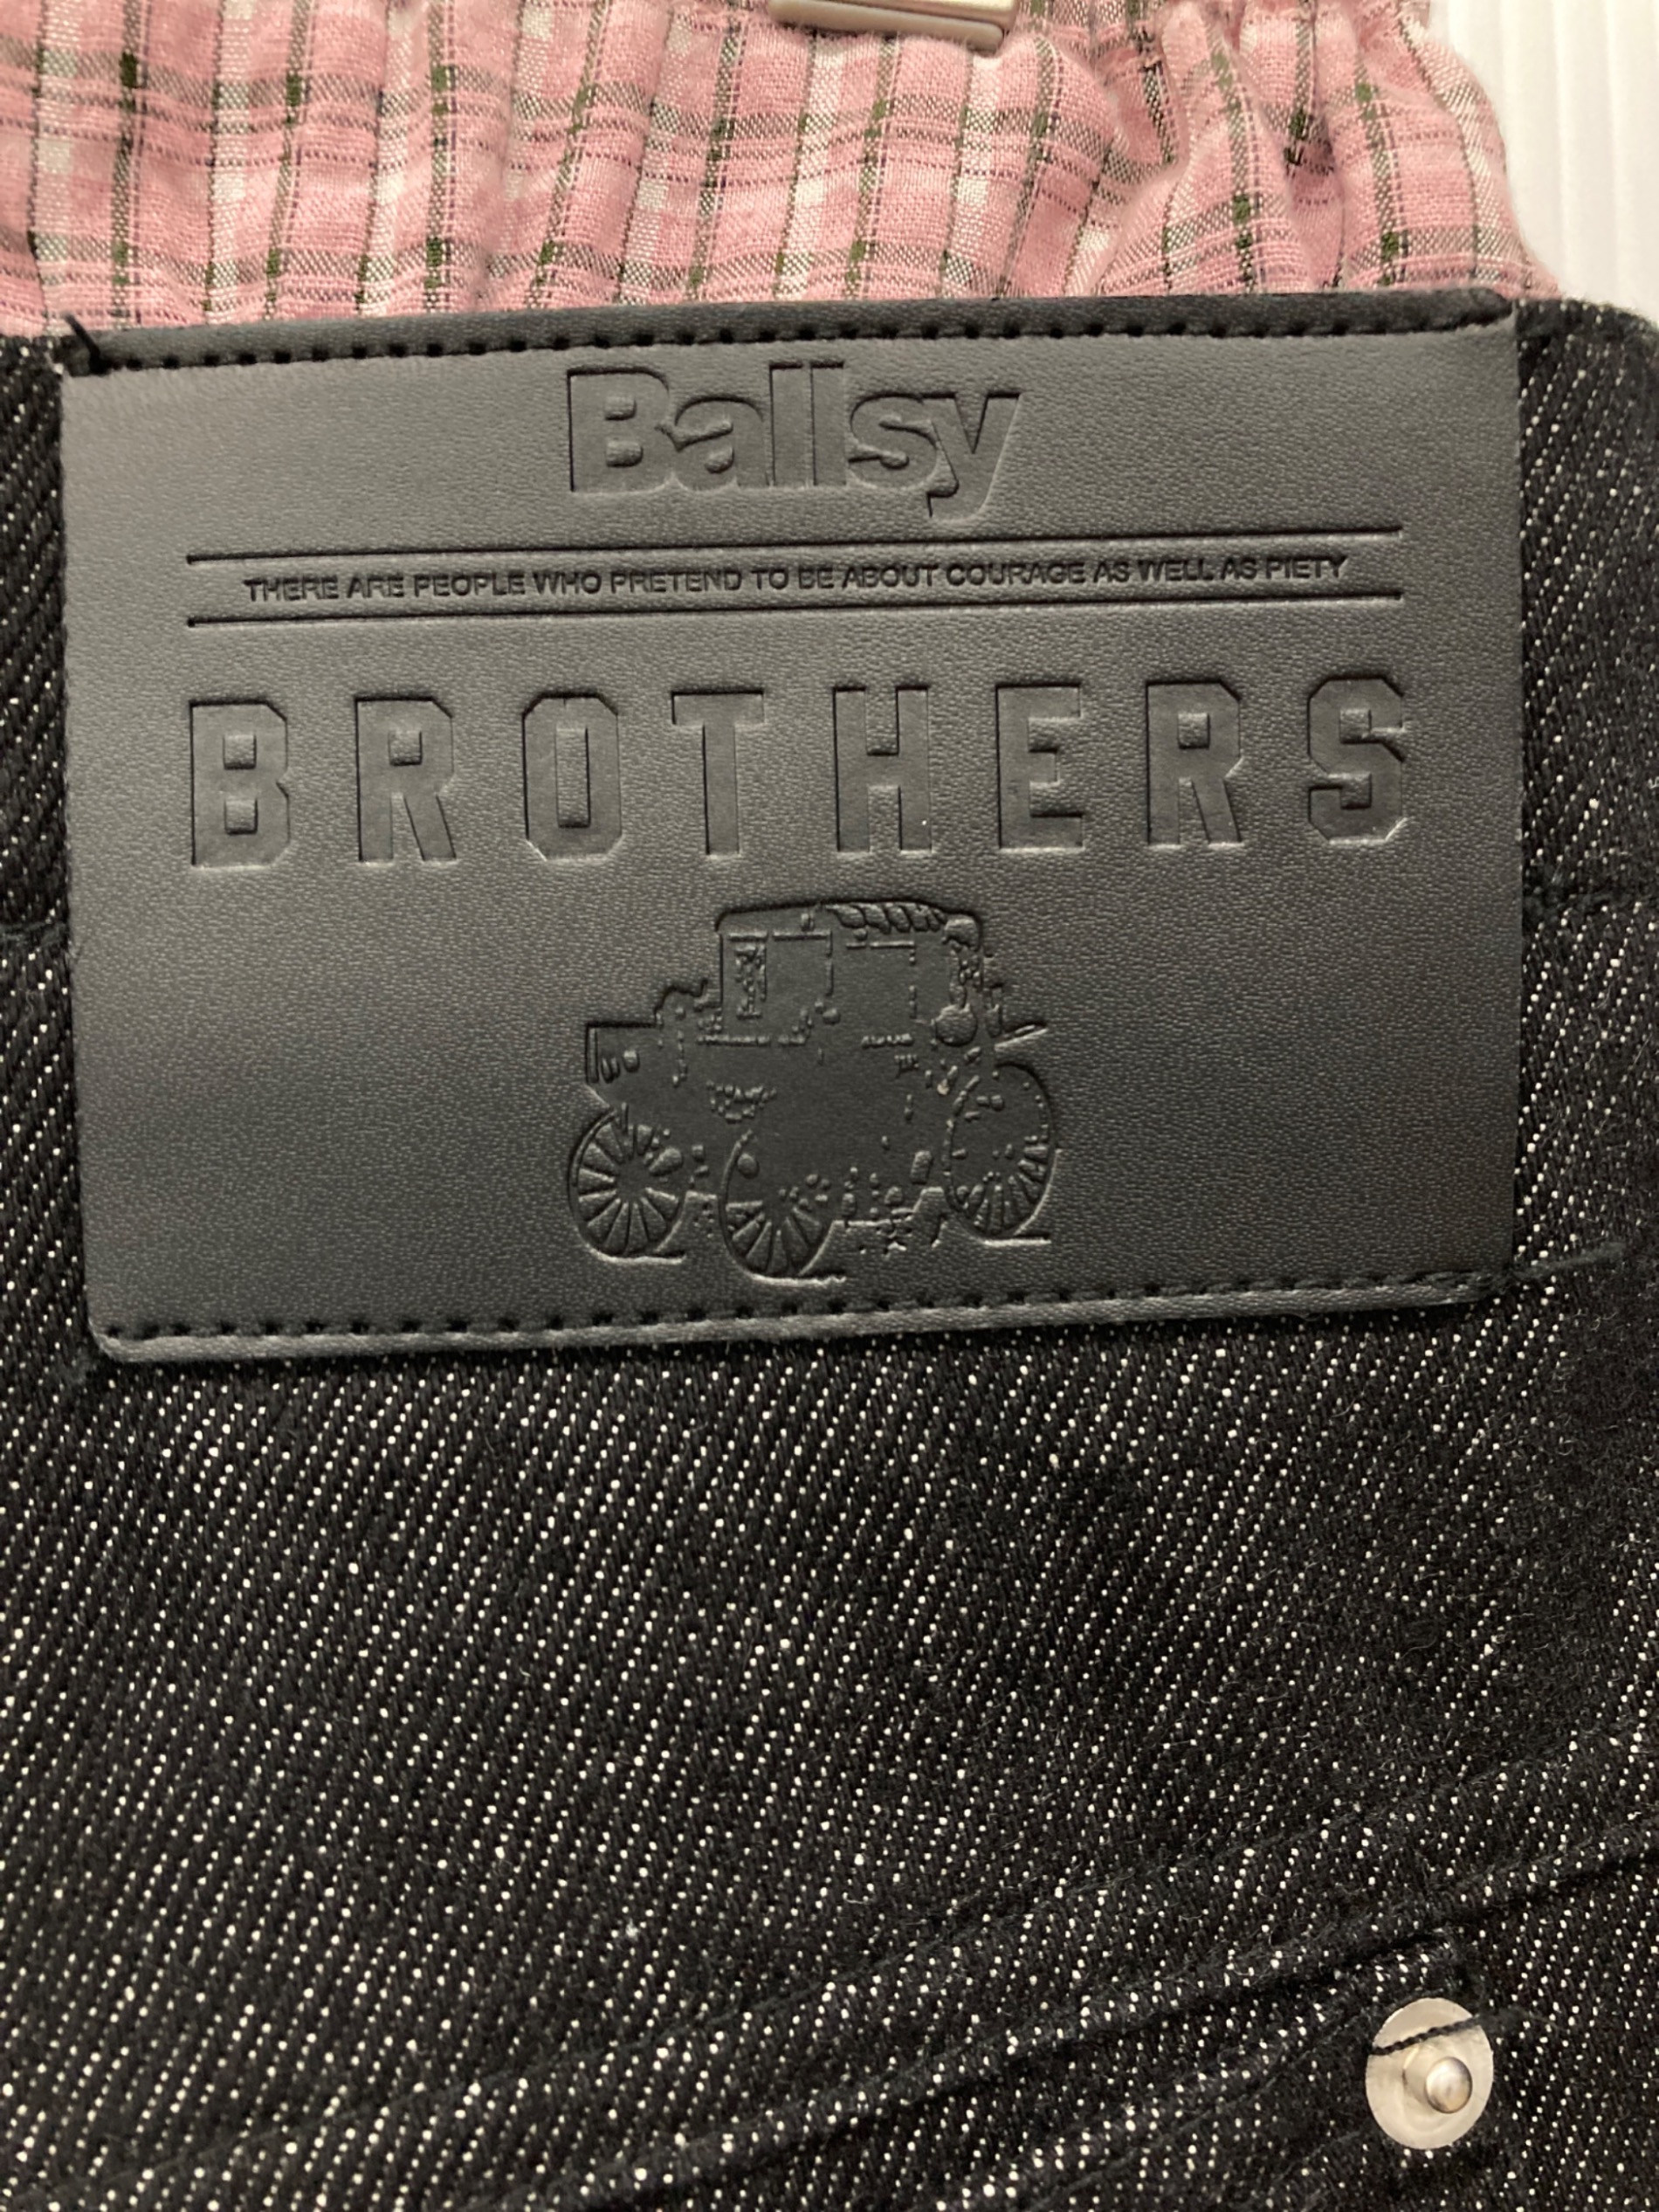 Ballsy
THERE ARE PEOPLE WHO PRETEND TO BE ABOUT COURAGE AS WELL AS PIETY
BROTHERS